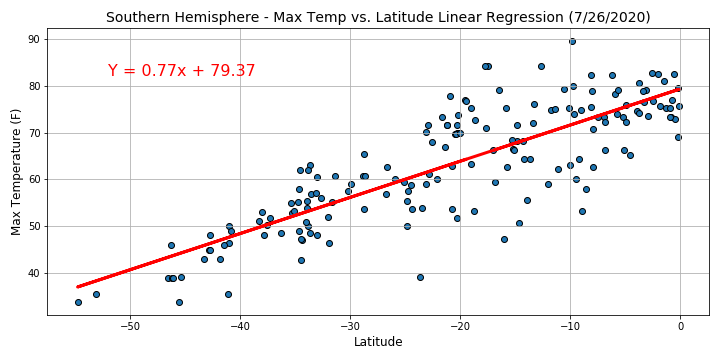 Southern Hemisphere - Max Temp vs. Latitude Linear Regression (7/26/2020)
90
Y = 0.77x + 79.37
80
70
60
50
40
Max Temperature (F)
−50 −40 −30 −20 −10 0
Latitude